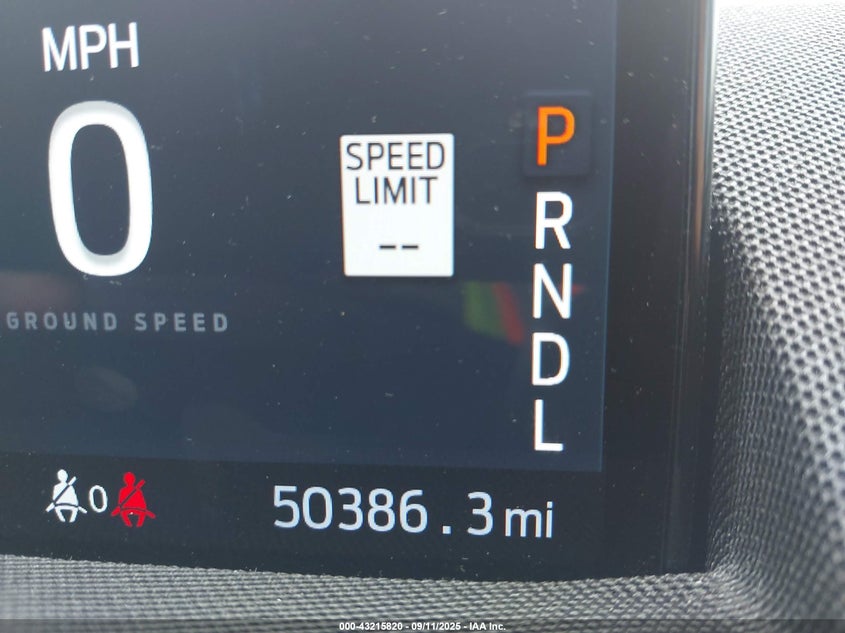 MPH
0
SPEED
LIMIT
--
P
R
N
D
L
GROUND SPEED
0
50386.3 mi
000-43215820 - 09/11/2025 - IAA Inc.